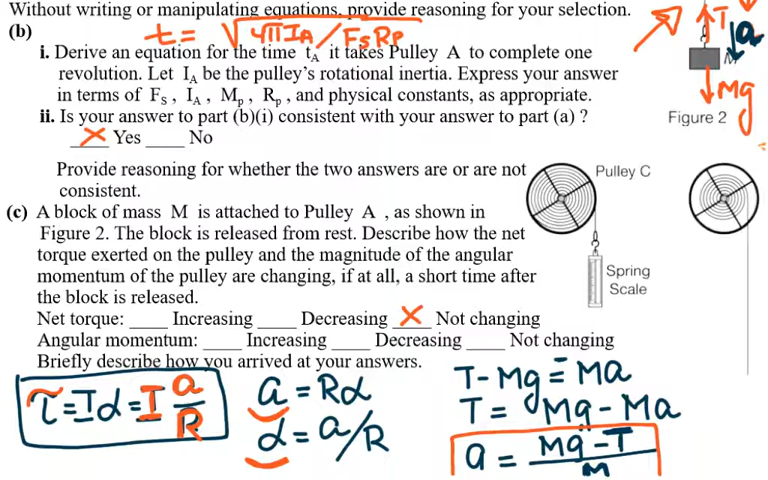 Without writing or manipulating equations, provide reasoning for your selection.
(b) t = √4πI_A / F_S R_P
i. Derive an equation for the time t_A it takes Pulley A to complete one
revolution. Let I_A be the pulley's rotational inertia. Express your answer
in terms of F_s , I_A , M_p , R_p , and physical constants, as appropriate.
ii. Is your answer to part (b)(i) consistent with your answer to part (a) ?
X Yes ____ No
Provide reasoning for whether the two answers are or are not
consistent.
(c) A block of mass M is attached to Pulley A , as shown in
Figure 2. The block is released from rest. Describe how the net
torque exerted on the pulley and the magnitude of the angular
momentum of the pulley are changing, if at all, a short time after
the block is released.
Net torque: ____ Increasing ____ Decreasing X Not changing
Angular momentum: ____ Increasing ____ Decreasing ____ Not changing
Briefly describe how you arrived at your answers.
T
a
M
Mg
Figure 2
Pulley C
Spring
Scale
τ = Iα = I a/R
a = Rα
α = a/R
T - Mg = -Ma
T = Mg - Ma
a = Mg - T / M